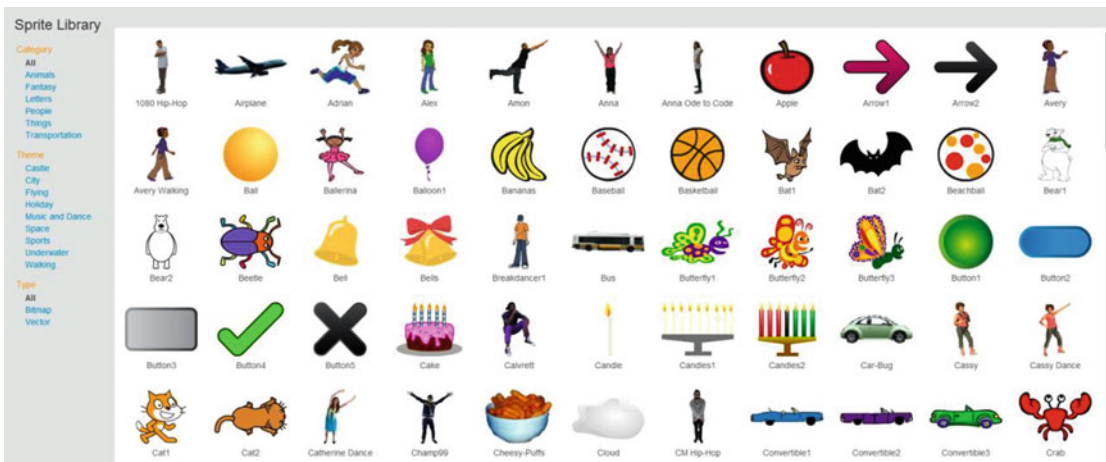 Sprite Library
Category
All
Animals
Fantasy
Letters
People
Things
Transportation
Theme
Castle
City
Flying
Holiday
Music and Dance
Space
Sports
Underwater
Walking
Type
All
Bitmap
Vector
1080 Hip-Hop Airplane Adrian Alex Amon Anna Anna Ode to Code Apple Arrow1 Arrow2 Avery
Avery Walking Ball Ballerina Balloon1 Bananas Baseball Basketball Bat1 Bat2 Beachball Bear1
Bear2 Beetle Bell Bells Breakdancer1 Bus Butterfly1 Butterfly2 Butterfly3 Button1 Button2
Button3 Button4 Button5 Cake Calvrett Candle Candles1 Candles2 Car-Bug Cassy Cassy Dance
Cat1 Cat2 Catherine Dance Champ99 Cheesy-Puffs Cloud CM Hip-Hop Convertible1 Convertible2 Convertible3 Crab